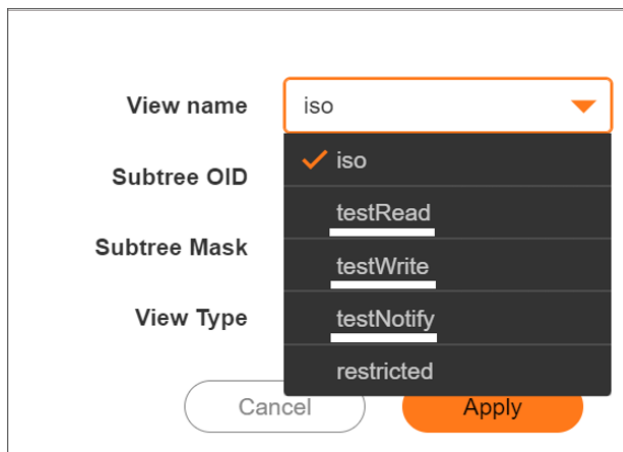 View name
iso
iso
Subtree OID
testRead
Subtree Mask
testWrite
View Type
testNotify
restricted
Cancel
Apply